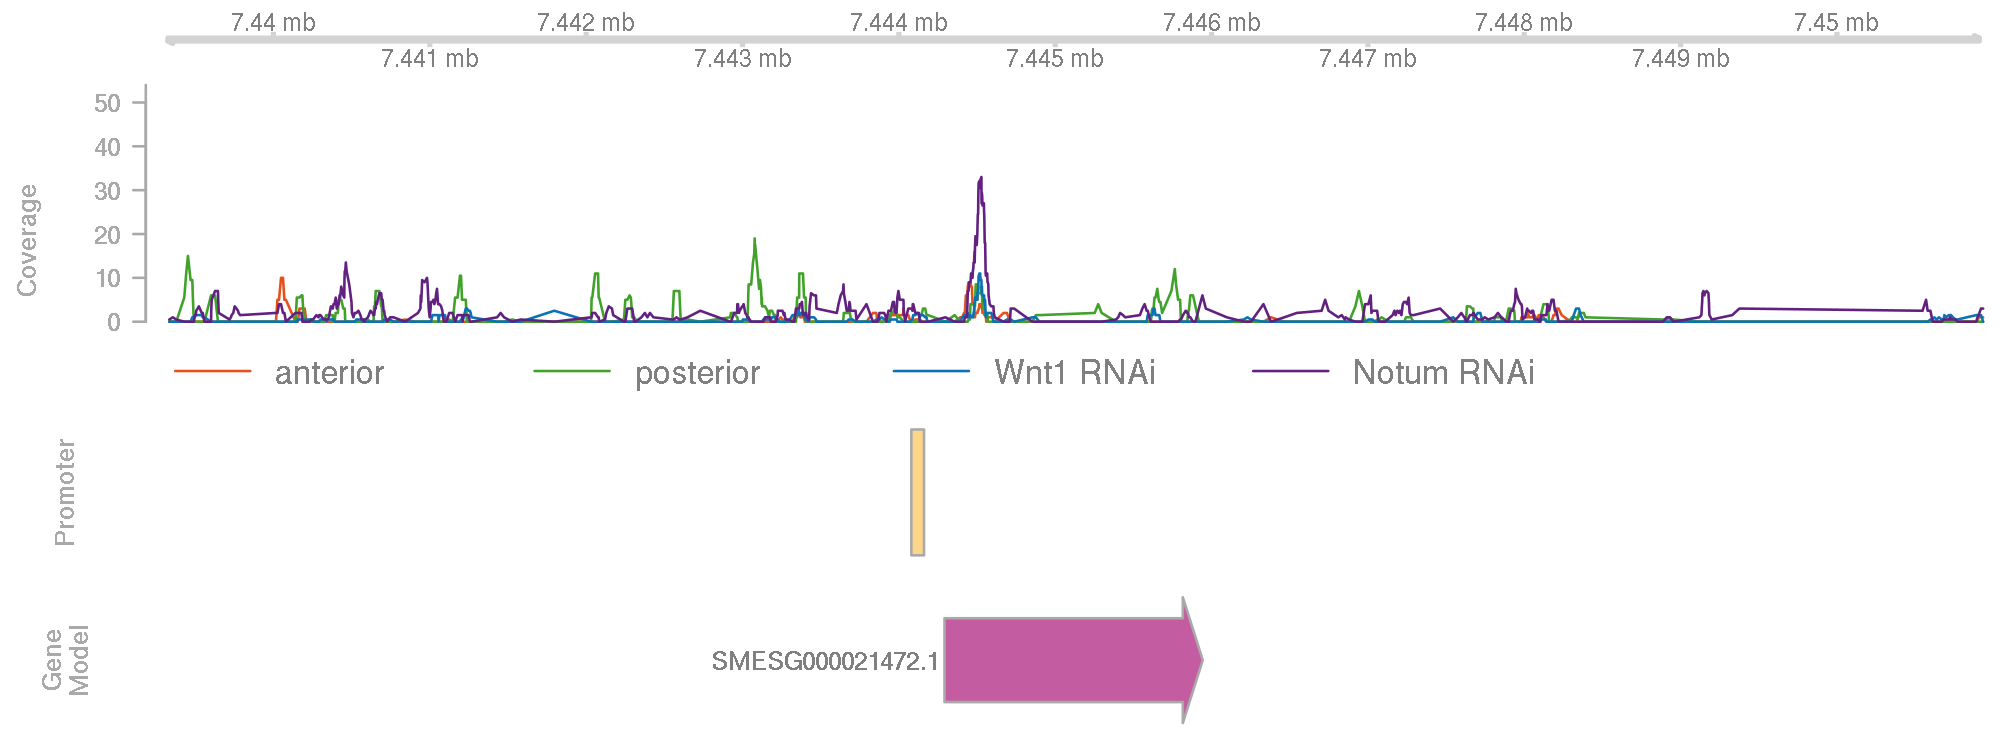 7.44 mb 7.442 mb 7.444 mb 7.446 mb 7.448 mb 7.45 mb
7.441 mb 7.443 mb 7.445 mb 7.447 mb 7.449 mb
50
40
30
20
10
0
Coverage
anterior posterior Wnt1 RNAi Notum RNAi
Promoter
SMESG000021472.1
Gene
Model